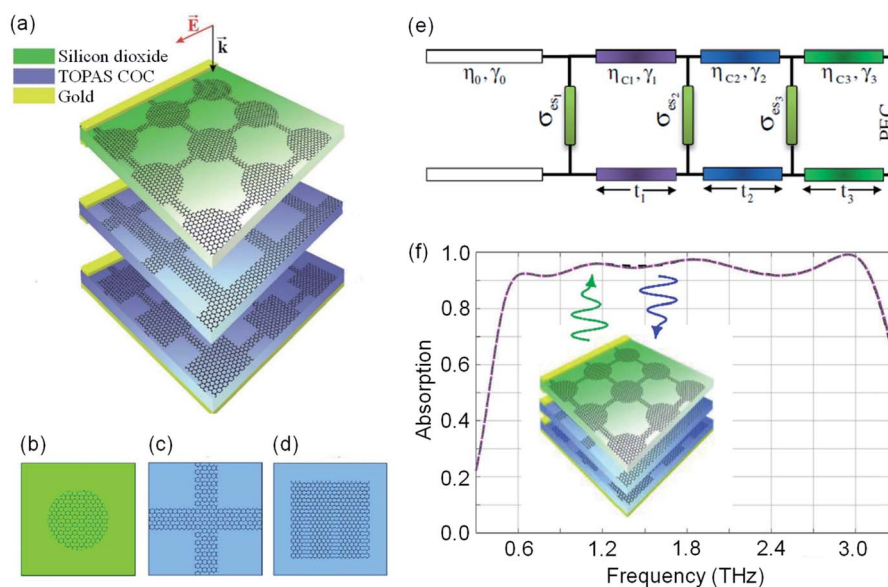 (a)
E
k
Silicon dioxide
TOPAS COC
Gold
(b)
(c)
(d)
(e)
η0, γ0
ηC1, γ1
ηC2, γ2
ηC3, γ3
σes1
σes2
σes3
PEC
t1
t2
t3
(f)
1.0
0.8
0.6
0.4
0.2
0.0
Absorption
0.6 1.2 1.8 2.4 3.0
Frequency (THz)